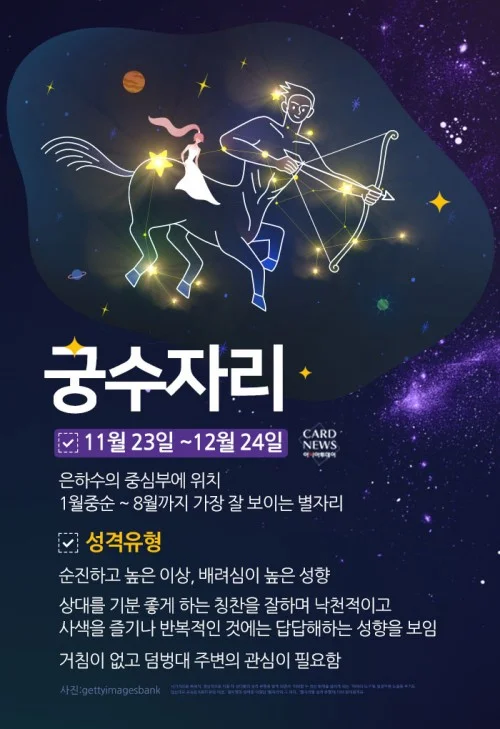 궁수자리
11월 23일 ~12월 24일
CARD
NEWS
아시아투데이
은하수의 중심부에 위치
1월중순 ~ 8월까지 가장 잘 보이는 별자리
성격유형
순진하고 높은 이상, 배려심이 높은 성향
상대를 기분 좋게 하는 칭찬을 잘하며 낙천적이고
사색을 즐기나 반복적인 것에는 답답해하는 성향을 보임
거침이 없고 덤벙대 주변의 관심이 필요함
사진:gettyimagesbank